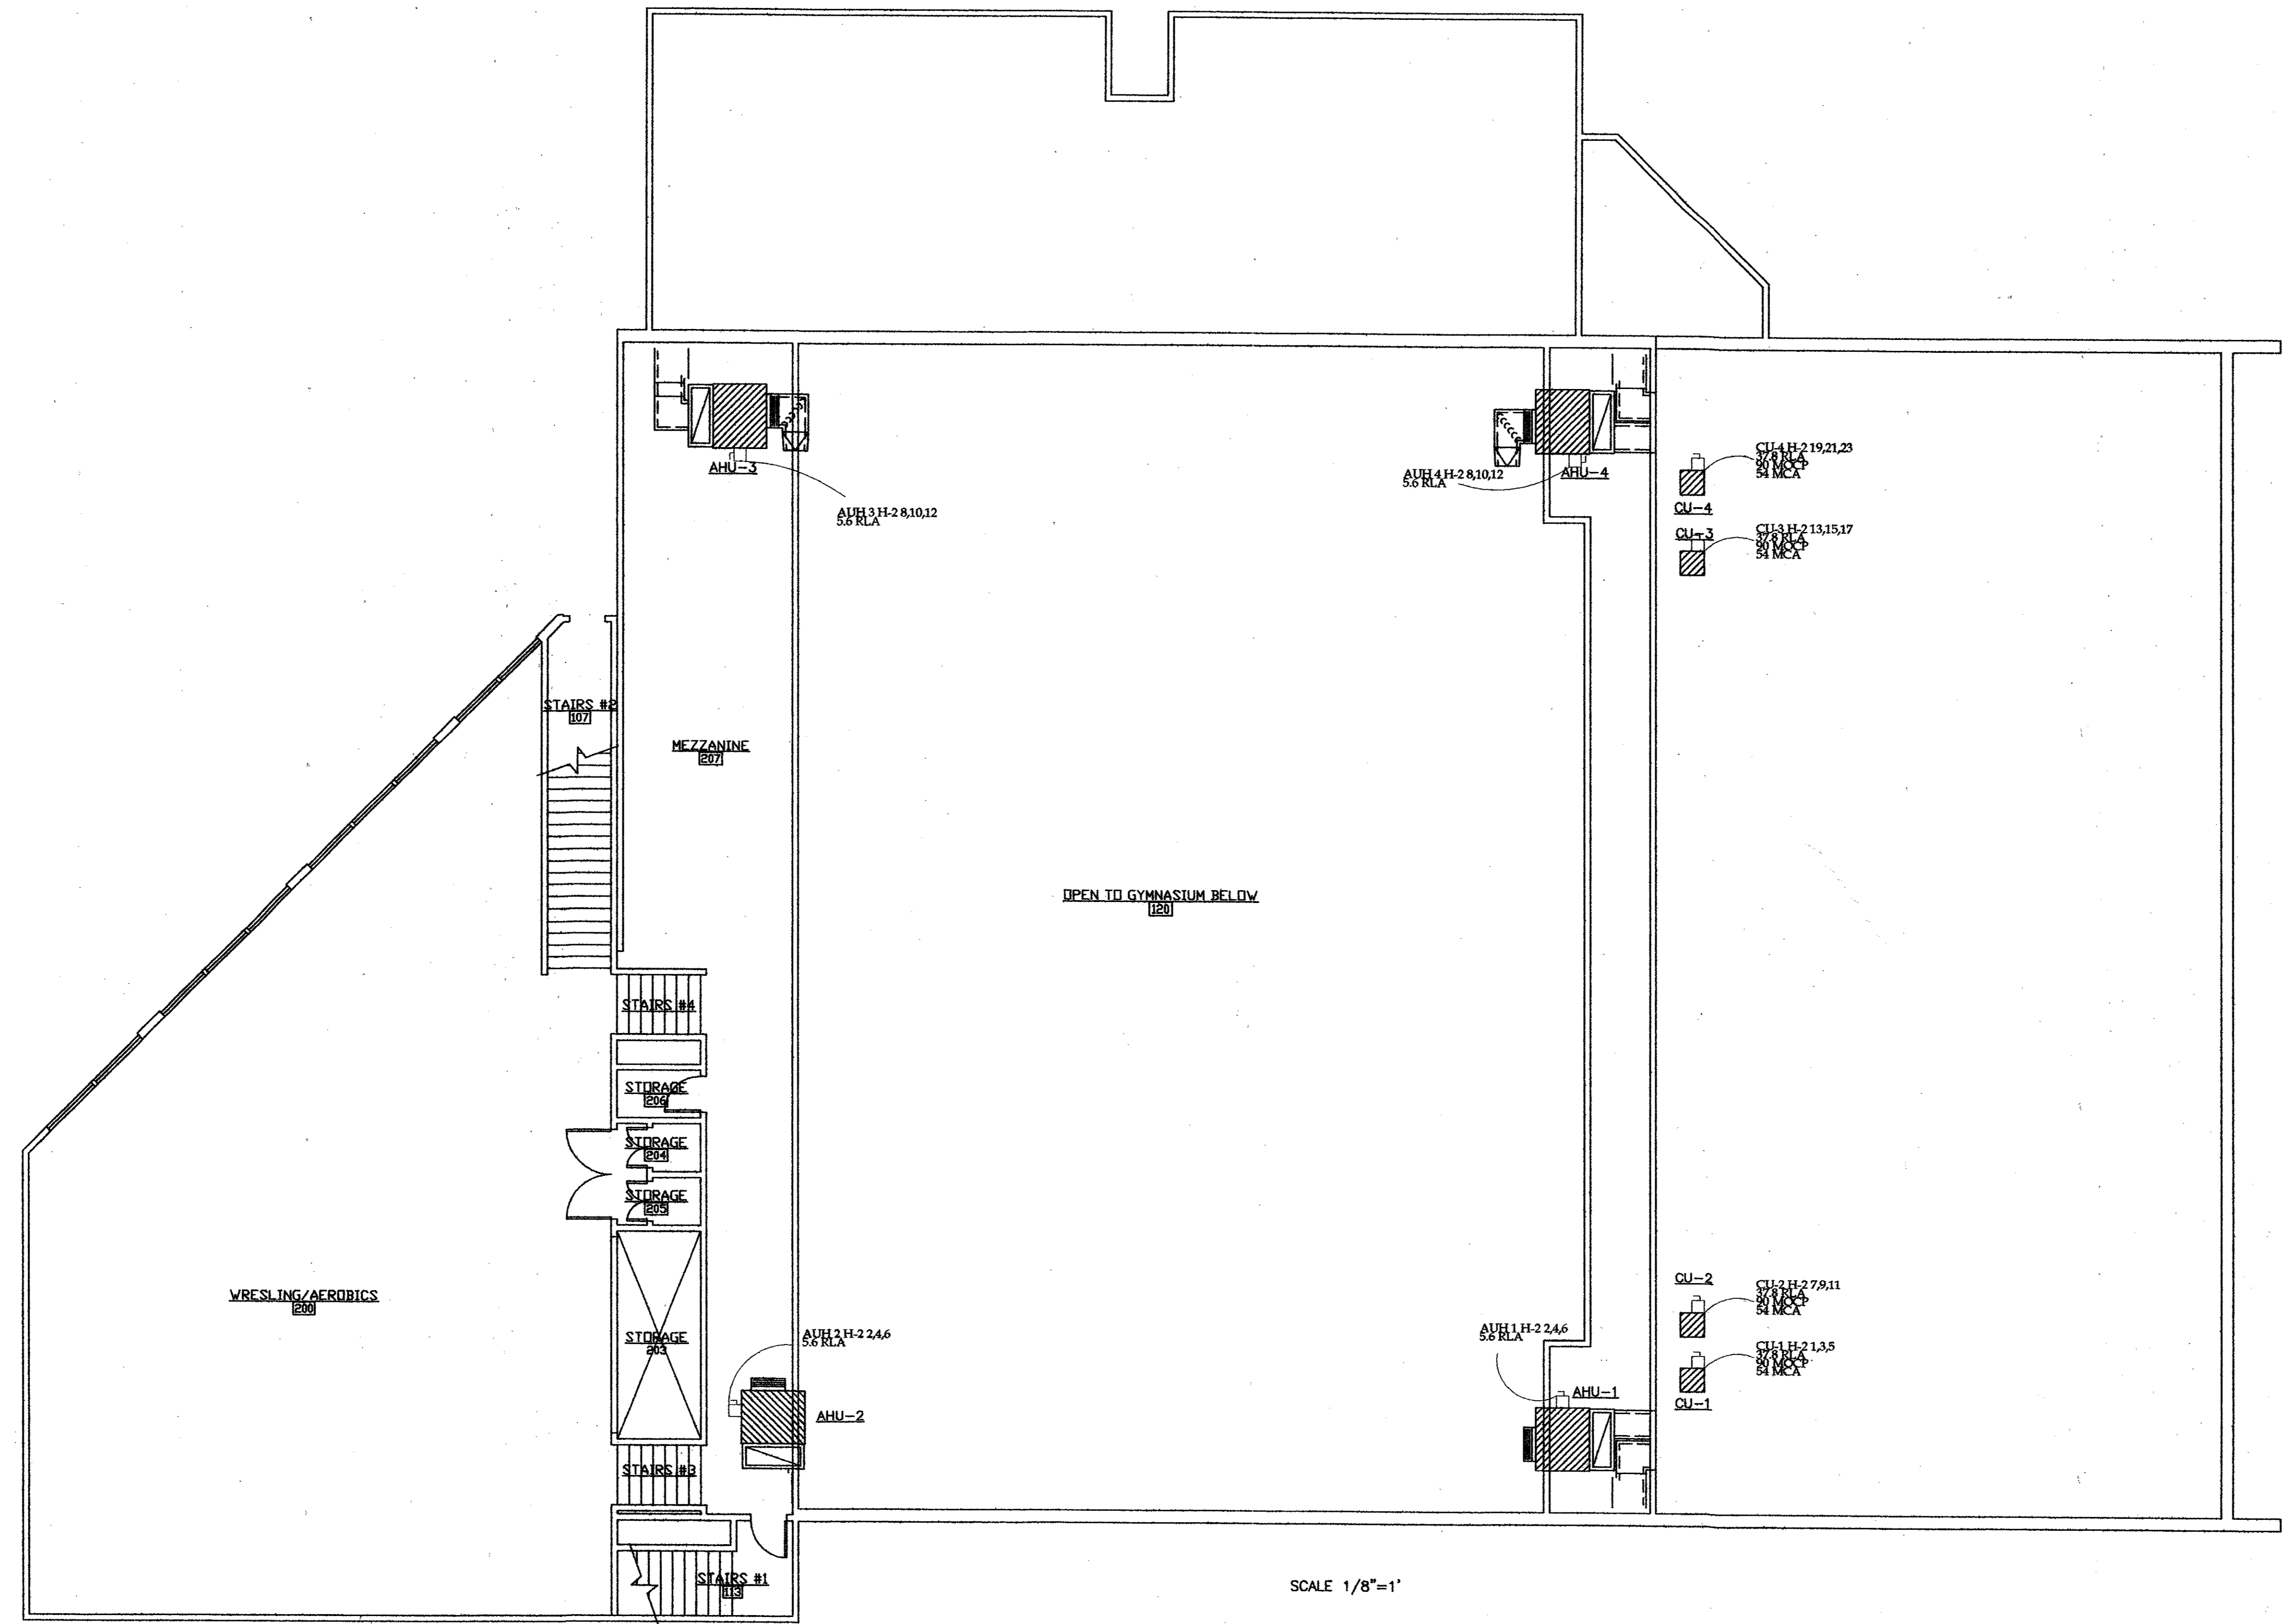 AHU-3
AUH 3 H-2 8,10,12
5.6 RLA
AUH 4 H-2 8,10,12
5.6 RLA
AHU-4
CU-4 H-2 19,21,23
37.8 RLA
90 MOCP
54 MCA
CU-4
CU-3
CU-3 H-2 13,15,17
37.8 RLA
90 MOCP
54 MCA
STAIRS #2
107
MEZZANINE
207
OPEN TO GYMNASIUM BELOW
120
STAIRS #4
STORAGE
206
STORAGE
204
STORAGE
205
WRESLING/AEROBICS
200
STORAGE
203
AUH 2 H-2 2,4,6
5.6 RLA
AHU-2
AUH 1 H-2 2,4,6
5.6 RLA
AHU-1
CU-2
CU-2 H-2 7,9,11
37.8 RLA
90 MOCP
54 MCA
CU-1 H-2 1,3,5
37.8 RLA
90 MOCP
54 MCA
CU-1
STAIRS #3
STAIRS #1
113
SCALE 1/8"=1'